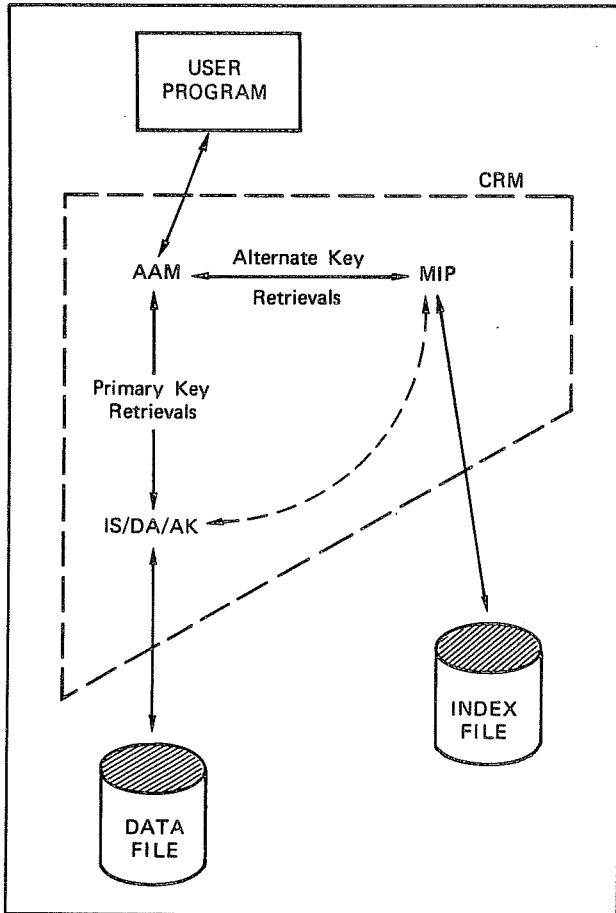 USER
PROGRAM
CRM
AAM
Alternate Key
Retrievals
MIP
Primary Key
Retrievals
IS/DA/AK
INDEX
FILE
DATA
FILE